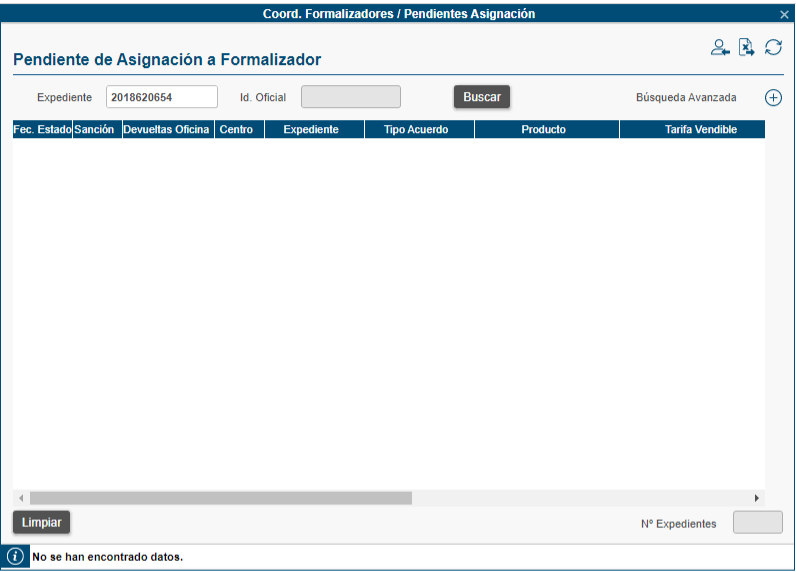 Coord. Formalizadores / Pendientes Asignación
Pendiente de Asignación a Formalizador
Expediente 2018620654 Id. Oficial Buscar Búsqueda Avanzada
Fec. Estado Sanción Devueltas Oficina Centro Expediente Tipo Acuerdo Producto Tarifa Vendible
Limpiar Nº Expedientes
No se han encontrado datos.